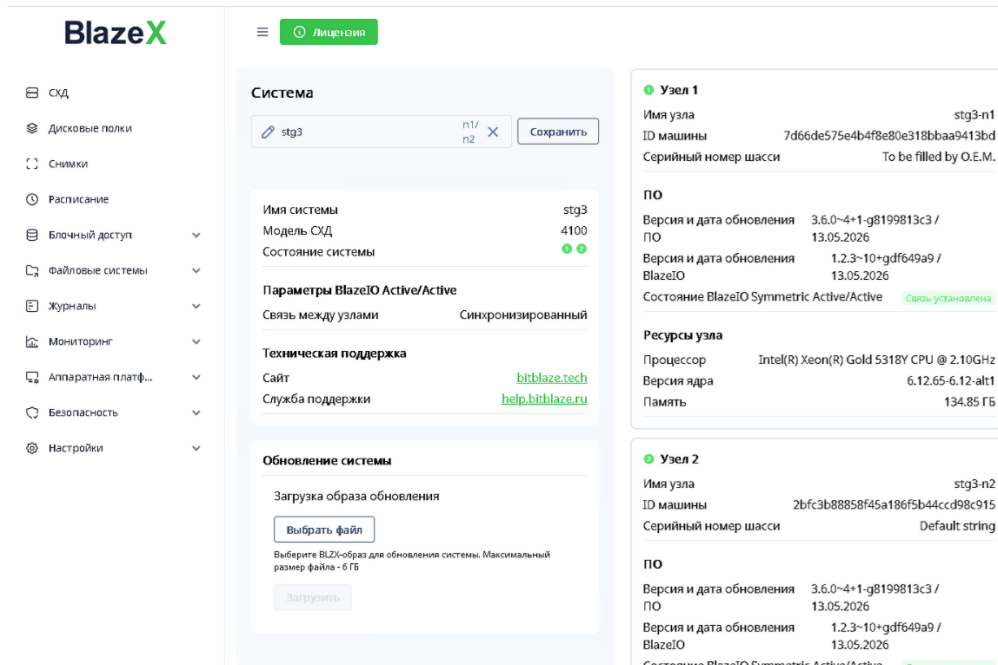 BlazeX
Лицензия
СХД
Дисковые полки
Снимки
Расписание
Блочный доступ
Файловые системы
Журналы
Мониторинг
Аппаратная платф...
Безопасность
Настройки
Система
stg3
n1/
n2
Сохранить
Имя системы stg3
Модель СХД 4100
Состояние системы 1 2
Параметры BlazeIO Active/Active
Связь между узлами Синхронизированный
Техническая поддержка
Сайт bitblaze.tech
Служба поддержки help.bitblaze.ru
Обновление системы
Загрузка образа обновления
Выбрать файл
Выберите BLZX-образ для обновления системы. Максимальный
размер файла - 6 ГБ
Загрузить
1 Узел 1
Имя узла stg3-n1
ID машины 7d66de575e4b4f8e80e318bbaa9413bd
Серийный номер шасси To be filled by O.E.M.
ПО
Версия и дата обновления 3.6.0~4+1-g8199813c3 /
ПО 13.05.2026
Версия и дата обновления 1.2.3~10+gdf649a9 /
BlazeIO 13.05.2026
Состояние BlazeIO Symmetric Active/Active Связь установлена
Ресурсы узла
Процессор Intel(R) Xeon(R) Gold 5318Y CPU @ 2.10GHz
Версия ядра 6.12.65-6.12-alt1
Память 134.85 ГБ
2 Узел 2
Имя узла stg3-n2
ID машины 2bfc3b88858f45a186f5b44ccd98c915
Серийный номер шасси Default string
ПО
Версия и дата обновления 3.6.0~4+1-g8199813c3 /
ПО 13.05.2026
Версия и дата обновления 1.2.3~10+gdf649a9 /
BlazeIO 13.05.2026
Состояние BlazeIO Symmetric Active/Active